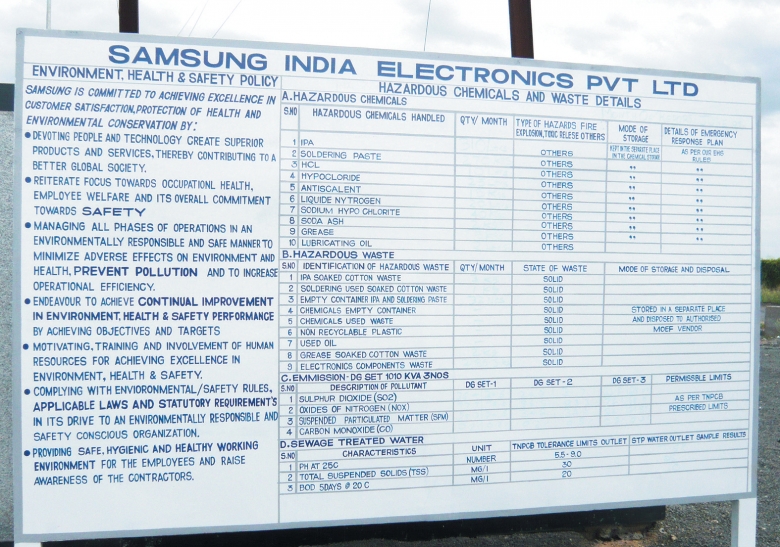 SAMSUNG INDIA ELECTRONICS PVT LTD
ENVIRONMENT, HEALTH & SAFETY POLICY
SAMSUNG IS COMMITTED TO ACHIEVING EXCELLENCE IN
CUSTOMER SATISFACTION, PROTECTION OF HEALTH AND
ENVIRONMENTAL CONSERVATION BY:
• DEVOTING PEOPLE AND TECHNOLOGY CREATE SUPERIOR
PRODUCTS AND SERVICES, THEREBY CONTRIBUTING TO A
BETTER GLOBAL SOCIETY.
• REITERATE FOCUS TOWARDS OCCUPATIONL HEALTH,
EMPLOYEE WELFARE AND ITS OVERALL COMMITMENT
TOWARDS SAFETY
• MANAGING ALL PHASES OF OPERATIONS IN AN
ENVIRONMENTALLY RESPONSIBLE AND SAFE MANNER TO
MINIMIZE ADVERSE EFFECTS ON ENVIRONMENT AND
HEALTH, PREVENT POLLUTION AND TO INCREASE
OPERATIONAL EFFICIENCY.
• ENDEAVOUR TO ACHIEVE CONTINUAL IMPROVEMENT
IN ENVIRONMENT, HEALTH & SAFETY PERFORMANCE
BY ACHIEVING OBJECTIVES AND TARGETS
• MOTIVATING, TRAINING AND INVOLVEMENT OF HUMAN
RESOURCES FOR ACHIEVING EXCELLENCE IN
ENVIRONMENT, HEALTH & SAFETY.
• COMPLYING WITH ENVIORONMENTAL/SAFETY RULES,
APPLICABLE LAWS AND STATUTORY REQUIREMENT'S
IN ITS DRIVE TO AN ENVIRONMENTALLY RESPONSIBLE AND
SAFETY CONSCIOUS ORGANIZATION.
• PROVIDING SAFE, HYGIENIC AND HEALTHY WORKING
ENVIRONMENT FOR THE EMPLOYEES AND RAISE
AWARENESS OF THE CONTRACTORS.
HAZARDOUS CHEMICALS AND WASTE DETAILS
A. HAZARDOUS CHEMICALS
S.NO HAZARDOUS CHEMICALS HANDLED QTY/ MONTH TYPE OF HAZARDS FIRE MODE OF DETAILS OF EMERGENCY
EXPLOSION, TOXIC RELESE OTHERS STORAGE RESPONSE PLAN
1 IPA OTHERS KEPT IN THE SEPARATE PLACE AS PER OUR
IN THE CHEMICAL STORAGE RULES
2 SOLDERING PASTE OTHERS " "
3 HCL OTHERS " "
4 HYPOCLORIDE OTHERS " "
5 ANTISCALENT OTHERS " "
6 LIQUIDE NYTROGEN OTHERS " "
7 SODIUM HYPO CHLORITE OTHERS " "
8 SODA ASH OTHERS " "
9 GREASE OTHERS
10 LUBRICATING OIL OTHERS
B. HAZARDOUS WASTE
S.NO IDENTIFICATION OF HAZARDOUS WASTE QTY/ MONTH STATE OF WASTE MODE OF STORAGE AND DISPOSAL
1 IPA SOAKED COTTON WASTE SOLID
2 SOLDERING USED SOAKED COTTON WASTE SOLID
3 EMPTY CONTAINER IPA AND SOLDERING PASTE SOLID
4 CHEMICALS EMPTY CONTAINER SOLID STORED IN A SEPARATE PLACE
5 CHEMICALS USED WASTE SOLID AND DISPOSED TO AUTHORISED
6 NON RECYCLABLE PLASTIC SOLID MOEF VENDOR
7 USED OIL SOLID
8 GREASE SOAKED COTTON WASTE SOLID
9 ELECTRONICS COMPONENTS WASTE SOLID
C. EMMISSION-DG SET 1010 KVA 3NOS
S.NO DESCRIPTION OF POLLUTANT DG SET-1 DG SET-2 DG SET-3 PERMISSBLE LIMITS
1 SULPHUR DIOXIDE (SO2) AS PER TNPCB
2 OXIDES OF NITROGEN (NOX) PRESCRIBED LIMITS
3 SUSPENDED PARTICULATED MATTER (SPM)
4 CARBON MONOXIDE (CO)
D. SEWAGE TREATED WATER
S.NO CHARACTERISTICS UNIT TNPCB TOLERANCE LIMITS OUTLET STP WATER OUTLET SAMPLE RESULTS
1 PH AT 25C NUMBER 5.5-9.0
2 TOTAL SUSPENDED SOLIDS (TSS) MG/l 30
3 BOD 5DAYS @ 20 C MG/l 20